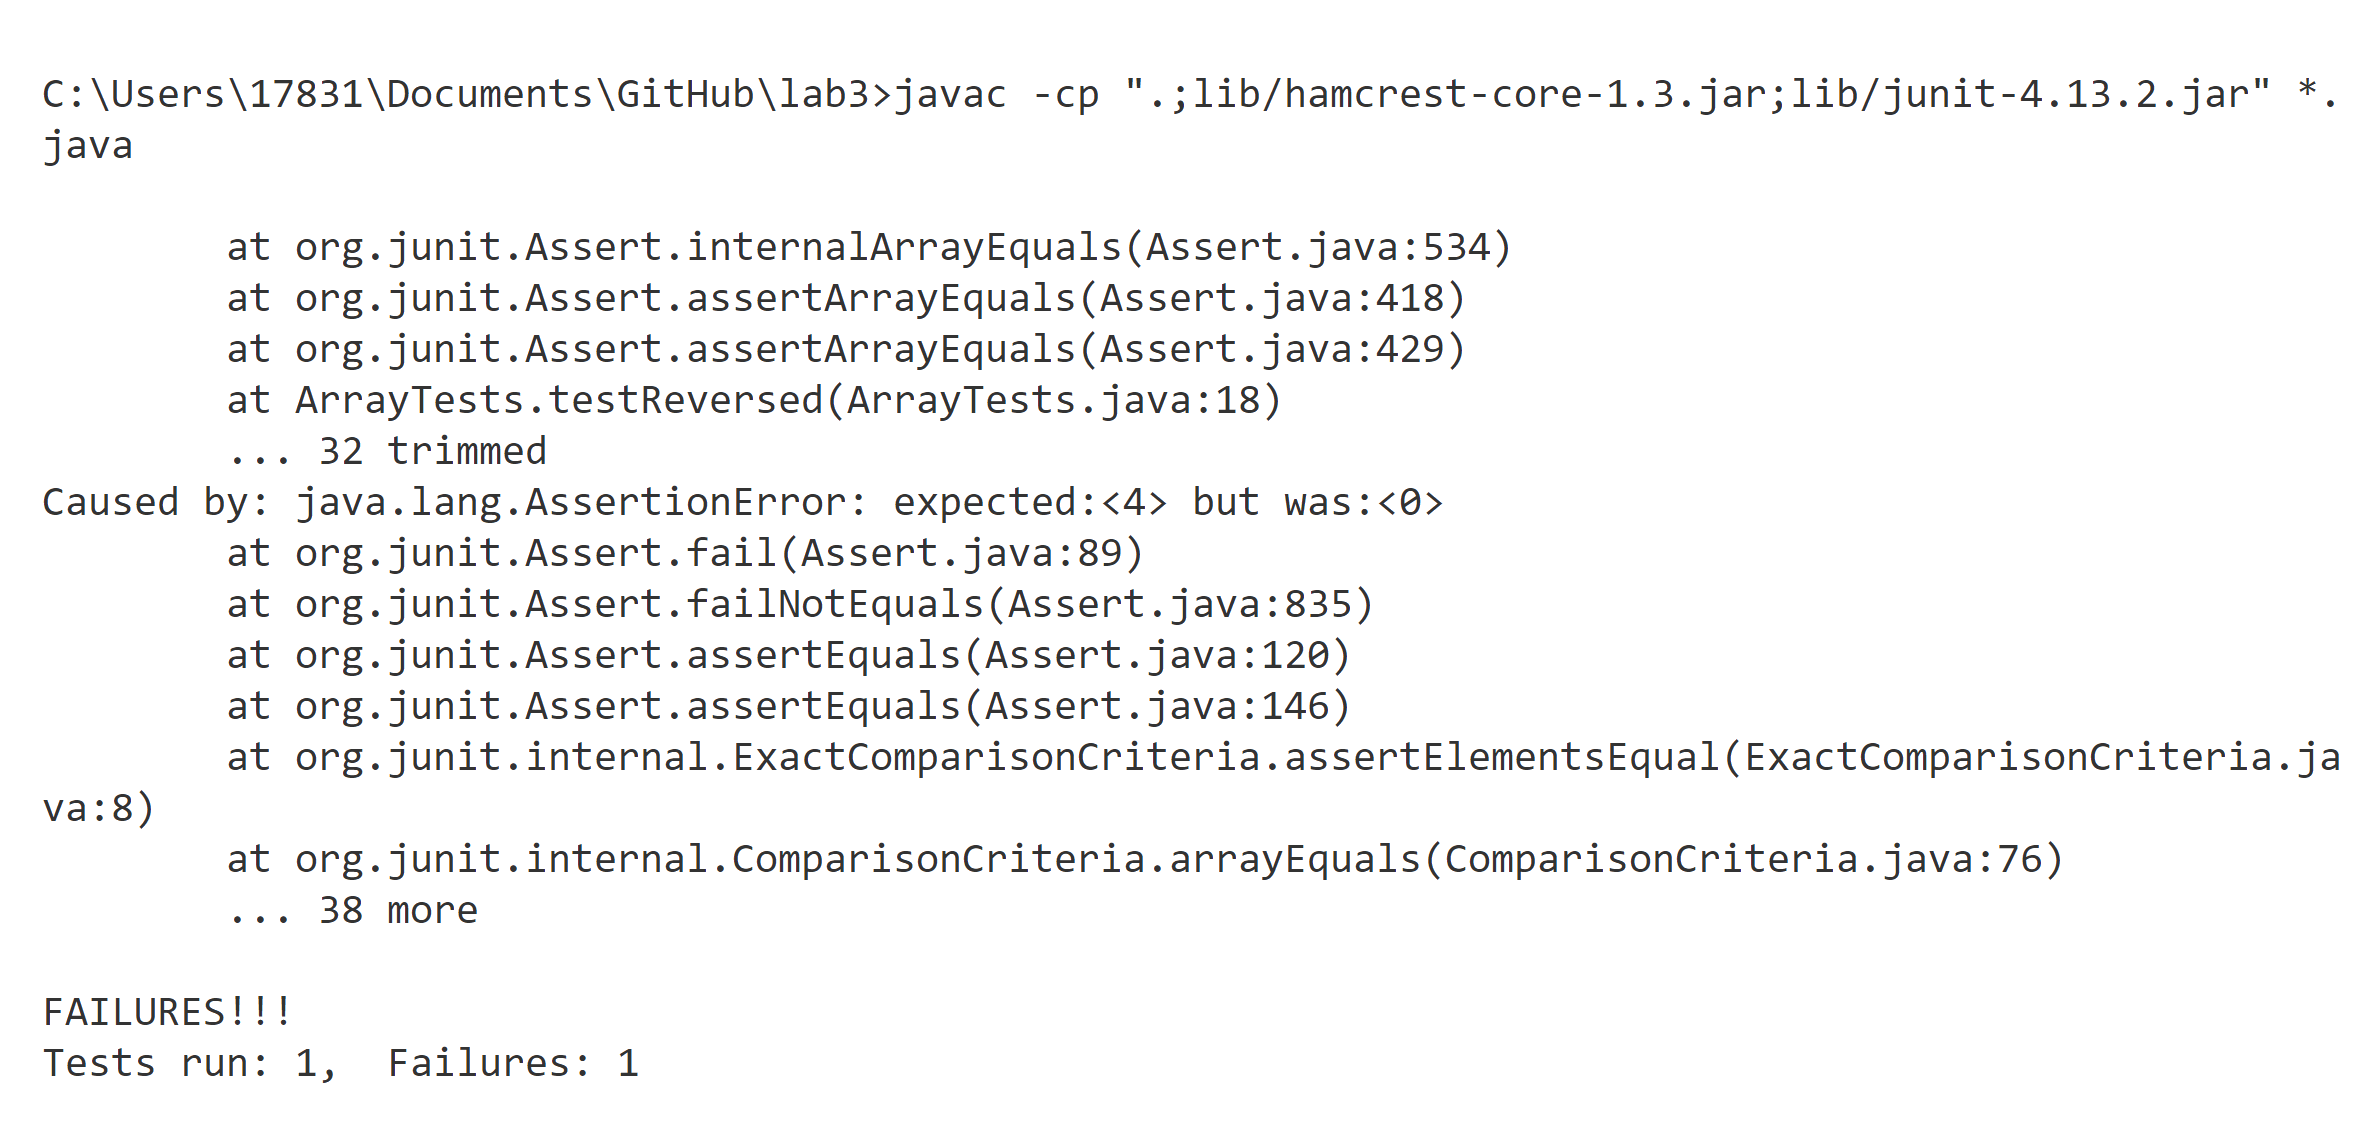 C:\Users\17831\Documents\GitHub\lab3>javac -cp ".;lib/hamcrest-core-1.3.jar;lib/junit-4.13.2.jar" *.
java
at org.junit.Assert.internalArrayEquals(Assert.java:534)
at org.junit.Assert.assertArrayEquals(Assert.java:418)
at org.junit.Assert.assertArrayEquals(Assert.java:429)
at ArrayTests.testReversed(ArrayTests.java:18)
... 32 trimmed
Caused by: java.lang.AssertionError: expected:<4> but was:<0>
at org.junit.Assert.fail(Assert.java:89)
at org.junit.Assert.failNotEquals(Assert.java:835)
at org.junit.Assert.assertEquals(Assert.java:120)
at org.junit.Assert.assertEquals(Assert.java:146)
at org.junit.internal.ExactComparisonCriteria.assertElementsEqual(ExactComparisonCriteria.ja
va:8)
at org.junit.internal.ComparisonCriteria.arrayEquals(ComparisonCriteria.java:76)
... 38 more
FAILURES!!!
Tests run: 1,  Failures: 1